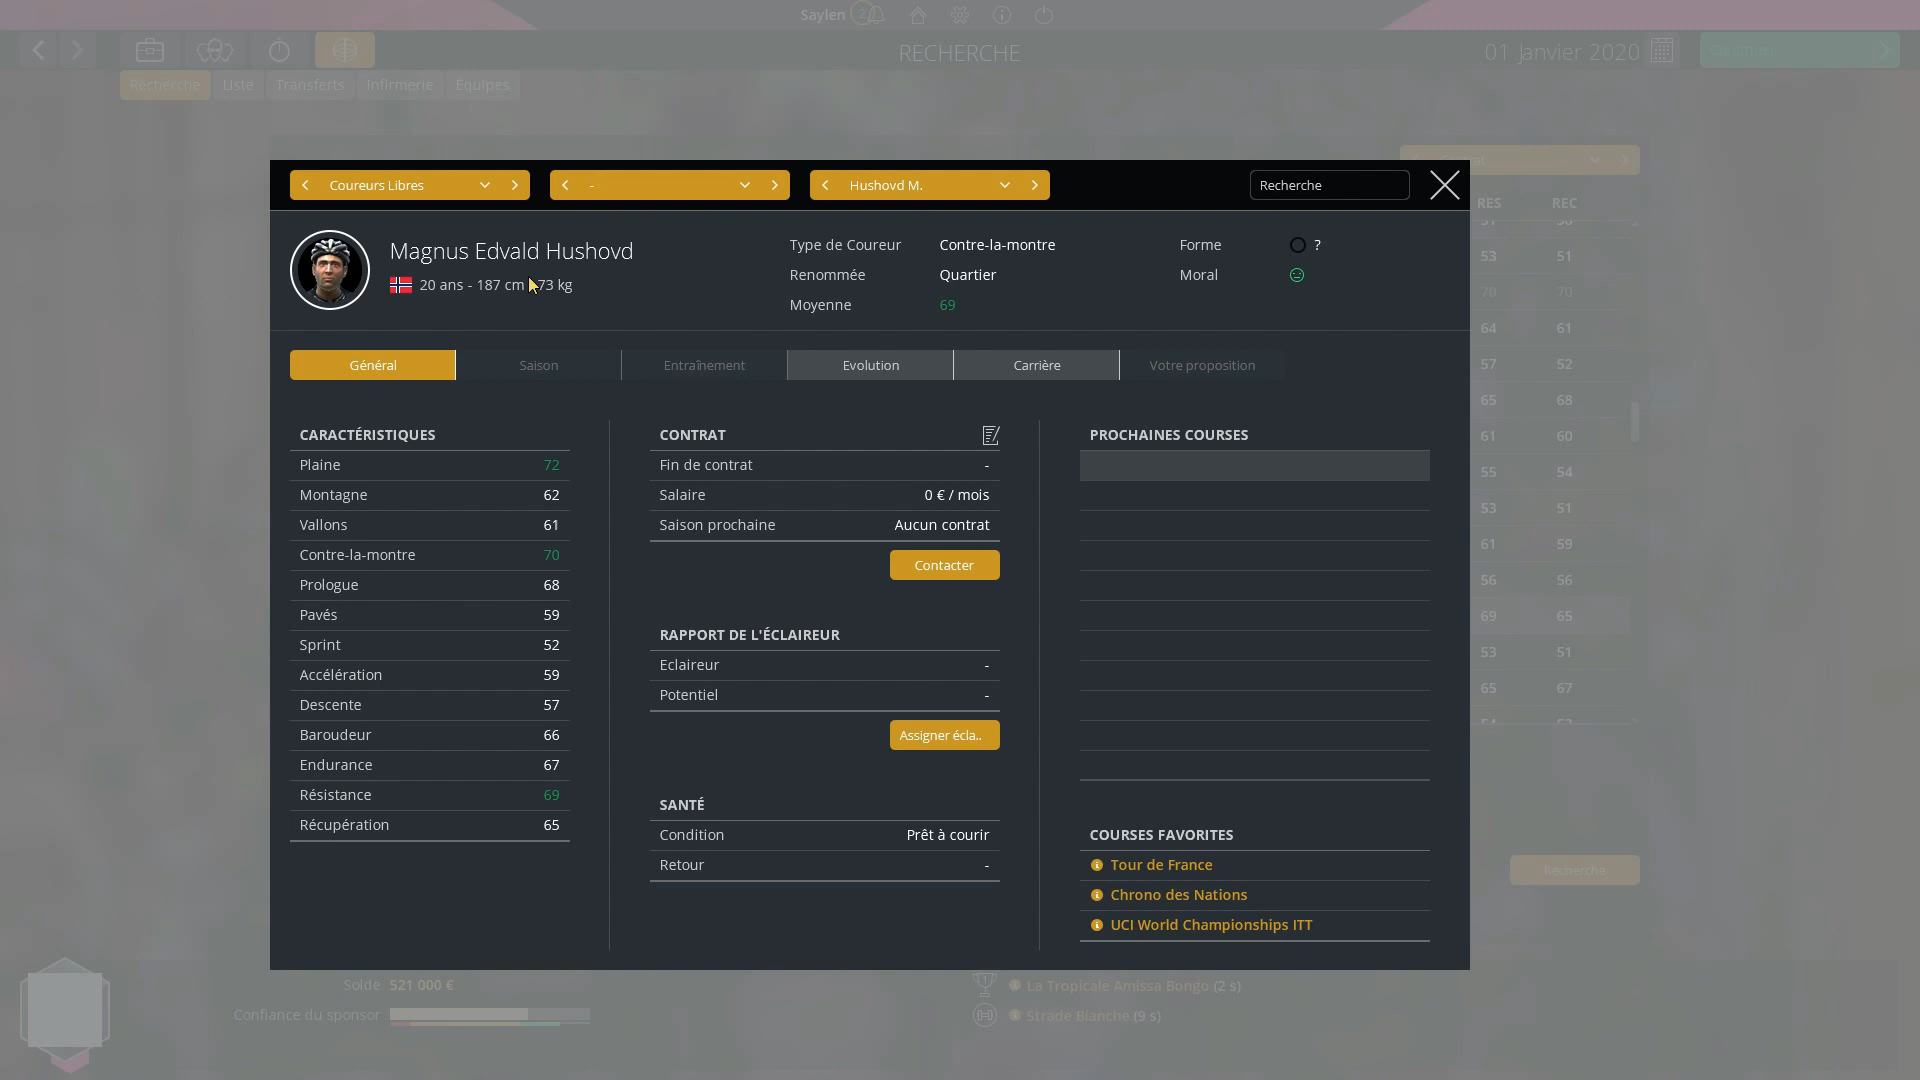 Saylen 2
RECHERCHE
01 Janvier 2020
Continuer
Recherche Liste Transferts Infirmerie Équipes
Coureurs Libres - Hushovd M. Recherche
Magnus Edvald Hushovd
20 ans - 187 cm 73 kg
Type de Coureur Contre-la-montre
Renommée Quartier
Moyenne 69
Forme ?
Moral
Général Saison Entraînement Evolution Carrière Votre proposition
CARACTÉRISTIQUES
Plaine 72
Montagne 62
Vallons 61
Contre-la-montre 70
Prologue 68
Pavés 59
Sprint 52
Accélération 59
Descente 57
Baroudeur 66
Endurance 67
Résistance 69
Récupération 65
CONTRAT
Fin de contrat -
Salaire 0 € / mois
Saison prochaine Aucun contrat
Contacter
RAPPORT DE L'ÉCLAIREUR
Eclaireur -
Potentiel -
Assigner écla..
SANTÉ
Condition Prêt à courir
Retour -
PROCHAINES COURSES
COURSES FAVORITES
Tour de France
Chrono des Nations
UCI World Championships ITT
RES REC
53 51
70 70
64 61
57 52
65 68
61 60
55 54
53 51
61 59
56 56
69 65
53 51
65 67
Recherche
Solde 521 000 €
Confiance du sponsor
La Tropicale Amissa Bongo (2 s)
Strade Bianche (9 s)